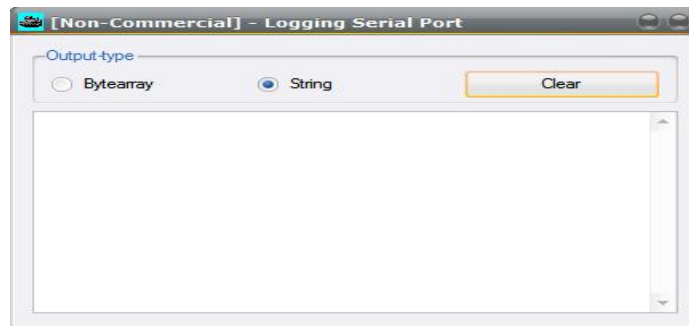 [Non-Commercial] - Logging Serial Port
Output-type
Bytearray String Clear